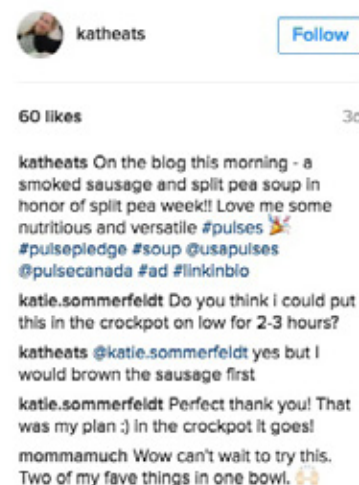 katheats
Follow
60 likes
katheats On the blog this morning - a
smoked sausage and split pea soup in
honor of split pea week!! Love me some
nutritious and versatile #pulses 🎉
#pulsepledge #soup @usapulses
@pulsecanada #ad #linkinbio
katie.sommerfeldt Do you think i could put
this in the crockpot on low for 2-3 hours?
katheats @katie.sommerfeldt yes but I
would brown the sausage first
katie.sommerfeldt Perfect thank you! That
was my plan :) in the crockpot it goes!
mommamuch Wow can't wait to try this.
Two of my fave things in one bowl. 🙌🏻